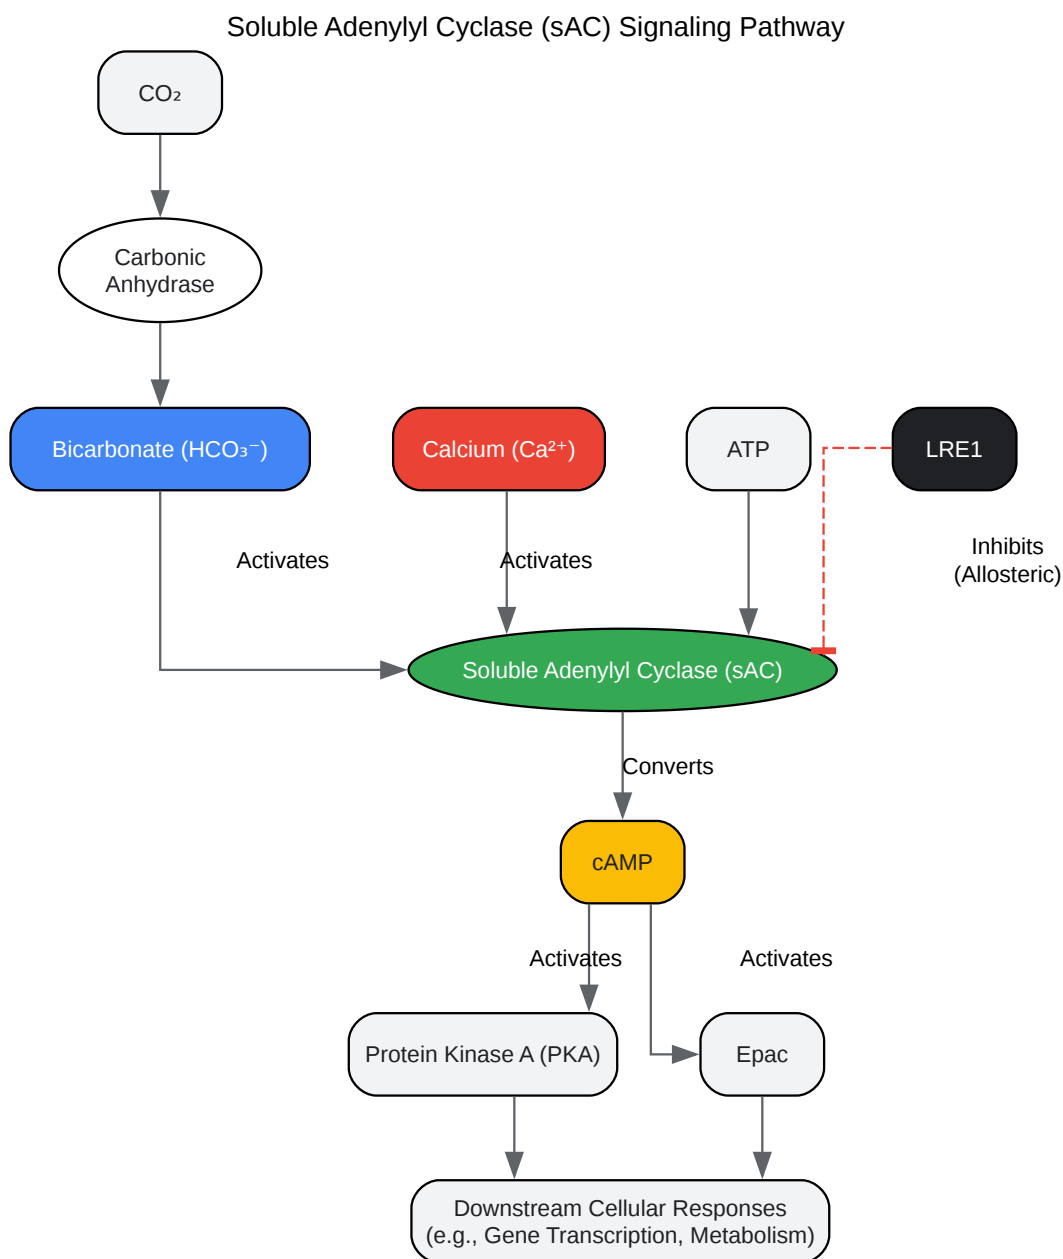 Soluble Adenylyl Cyclase (sAC) Signaling Pathway
CO₂
Carbonic
Anhydrase
Bicarbonate (HCO₃⁻)
Calcium (Ca²⁺)
ATP
LRE1
Activates
Activates
Inhibits
(Allosteric)
Soluble Adenylyl Cyclase (sAC)
Converts
cAMP
Activates
Activates
Protein Kinase A (PKA)
Epac
Downstream Cellular Responses
(e.g., Gene Transcription, Metabolism)